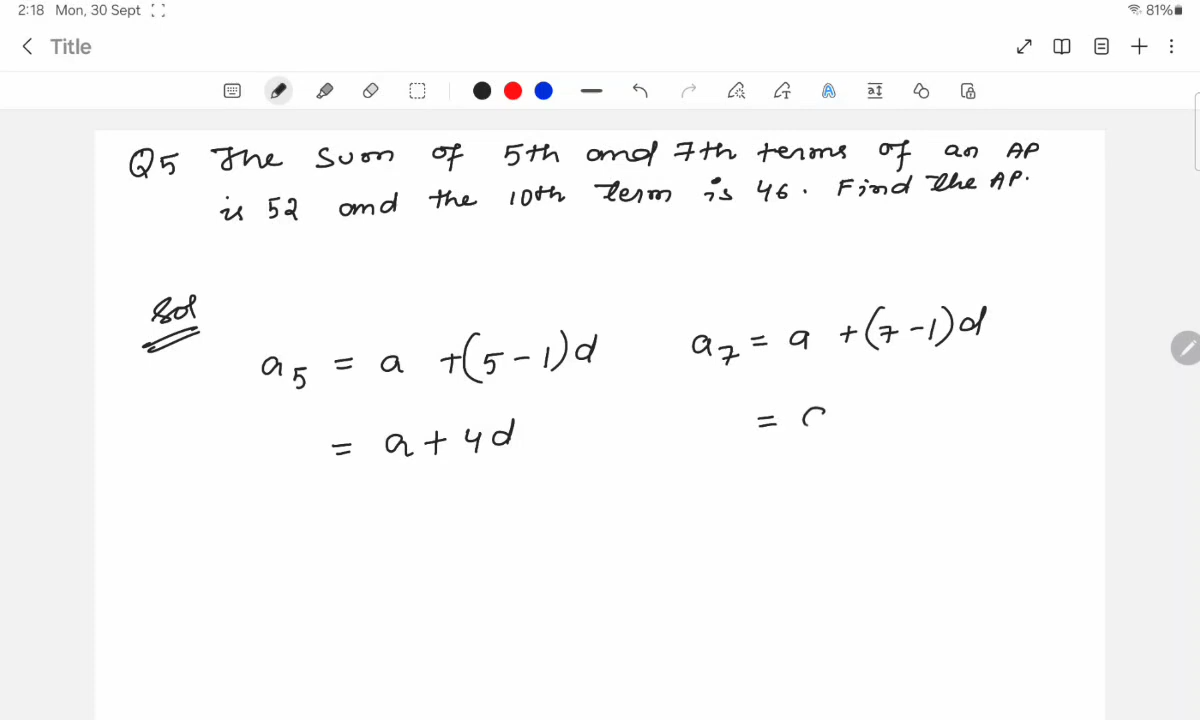 2:18 Mon, 30 Sept
81%
Title
Q5 The sum of 5th and 7th terms of an AP
is 52 and the 10th term is 46. Find the AP.
Sol
a5 = a +(5-1)d
a7 = a +(7-1)d
= a + 4d
=